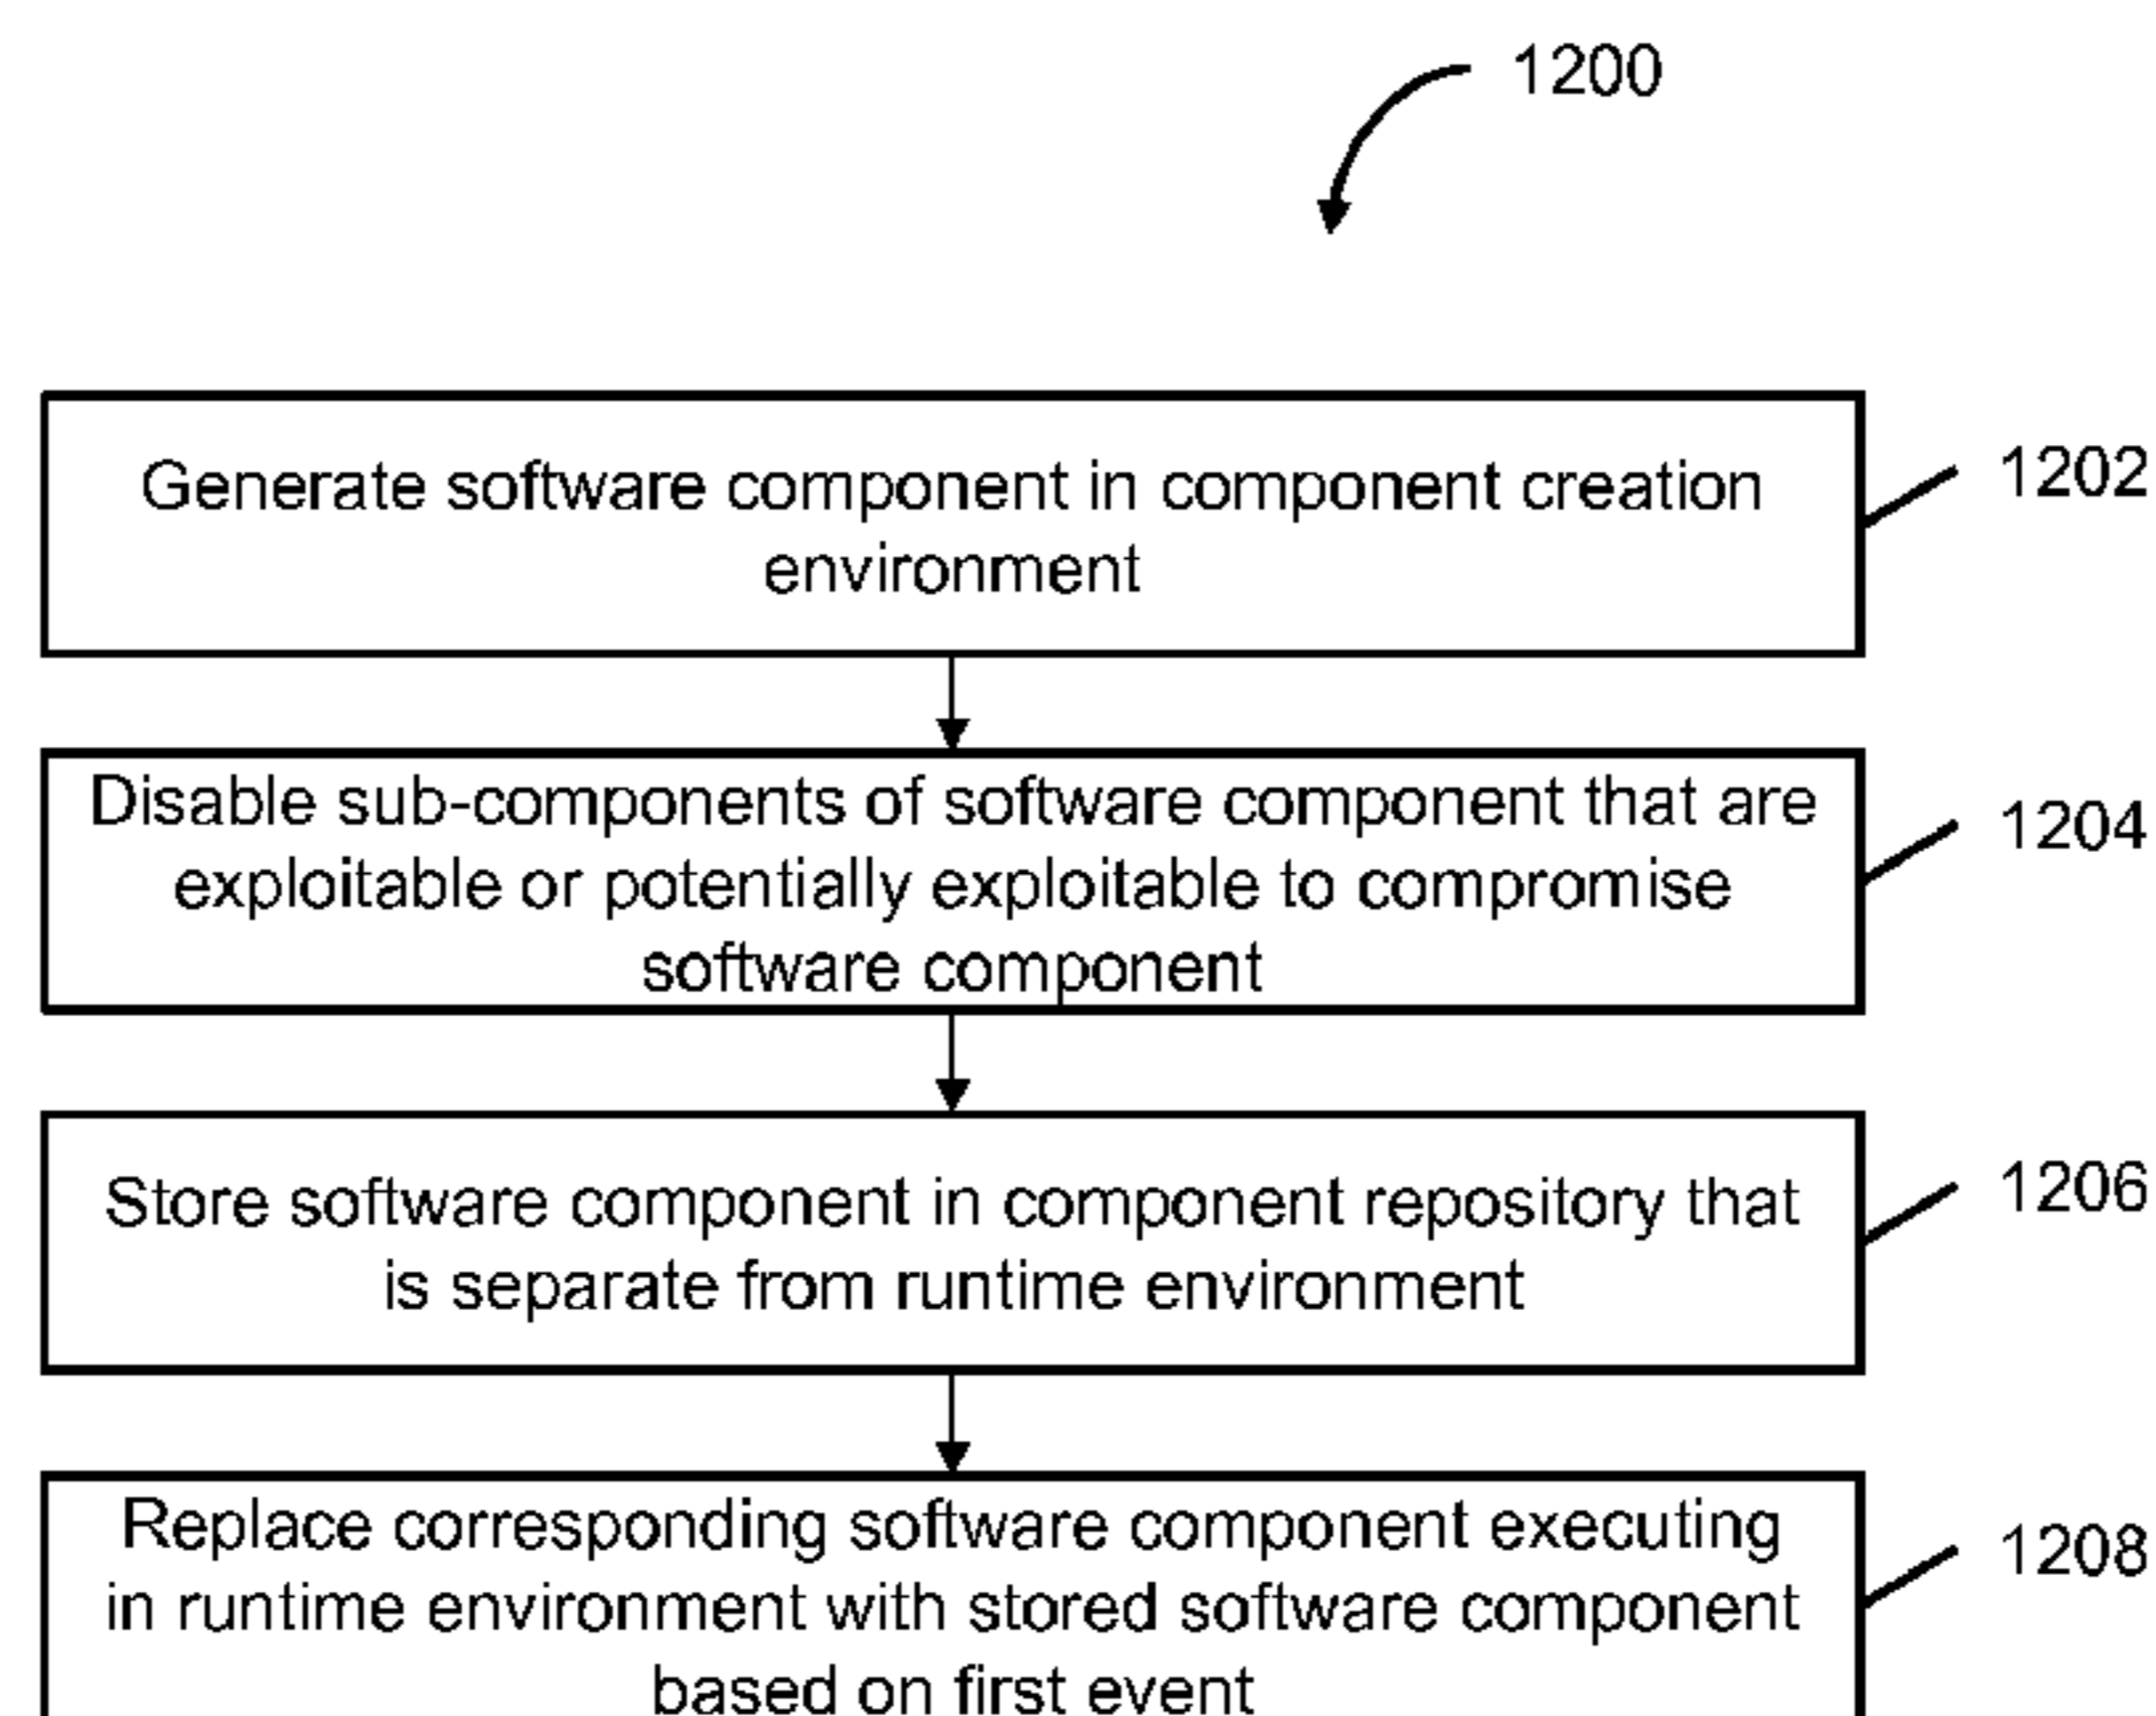 1200
Generate software component in component creation
environment
1202
Disable sub-components of software component that are
exploitable or potentially exploitable to compromise
software component
1204
Store software component in component repository that
is separate from runtime environment
1206
Replace corresponding software component executing
in runtime environment with stored software component
based on first event
1208